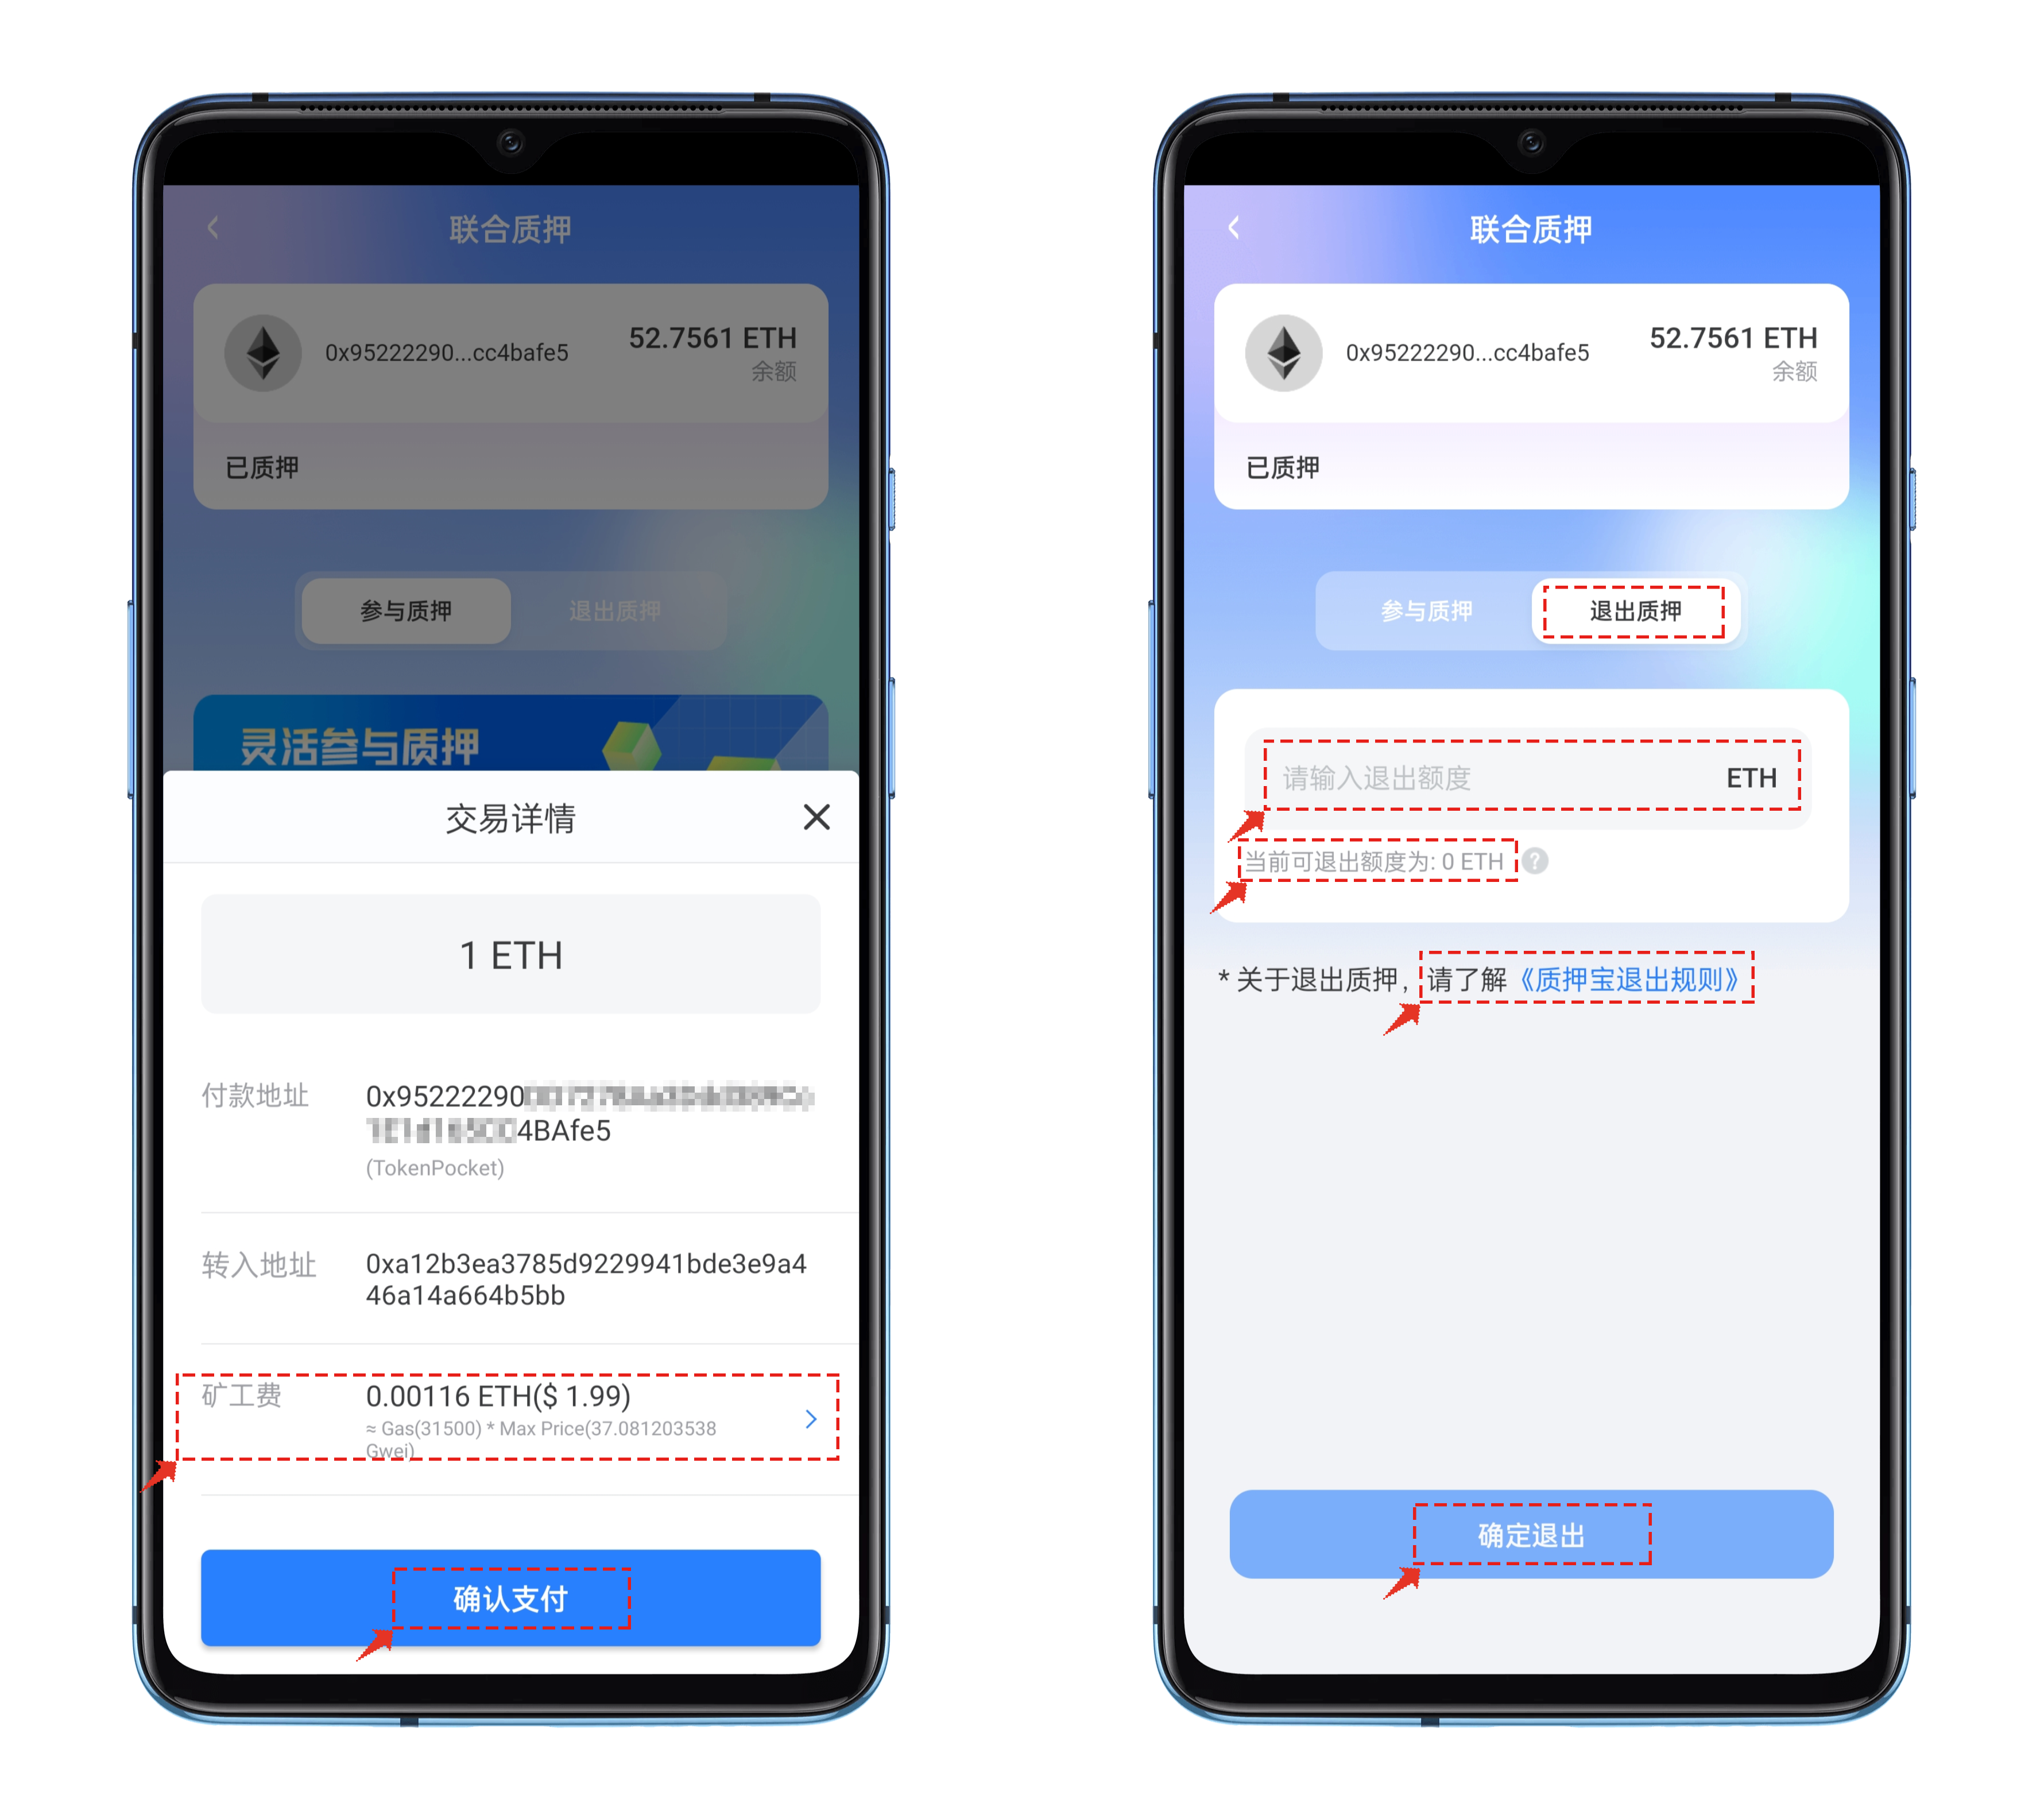 联合质押
0x95222290...cc4bafe5
52.7561 ETH
余额
已质押
参与质押
退出质押
灵活参与质押
交易详情
1 ETH
付款地址
0x95222290
4BAfe5
(TokenPocket)
转入地址
0xa12b3ea3785d9229941bde3e9a4
46a14a664b5bb
矿工费
0.00116 ETH($ 1.99)
≈ Gas(31500) * Max Price(37.081203538
Gwei)
确认支付
联合质押
0x95222290...cc4bafe5
52.7561 ETH
余额
已质押
参与质押
退出质押
请输入退出额度
ETH
当前可退出额度为: 0 ETH
?
* 关于退出质押, 请了解《质押宝退出规则》
确定退出